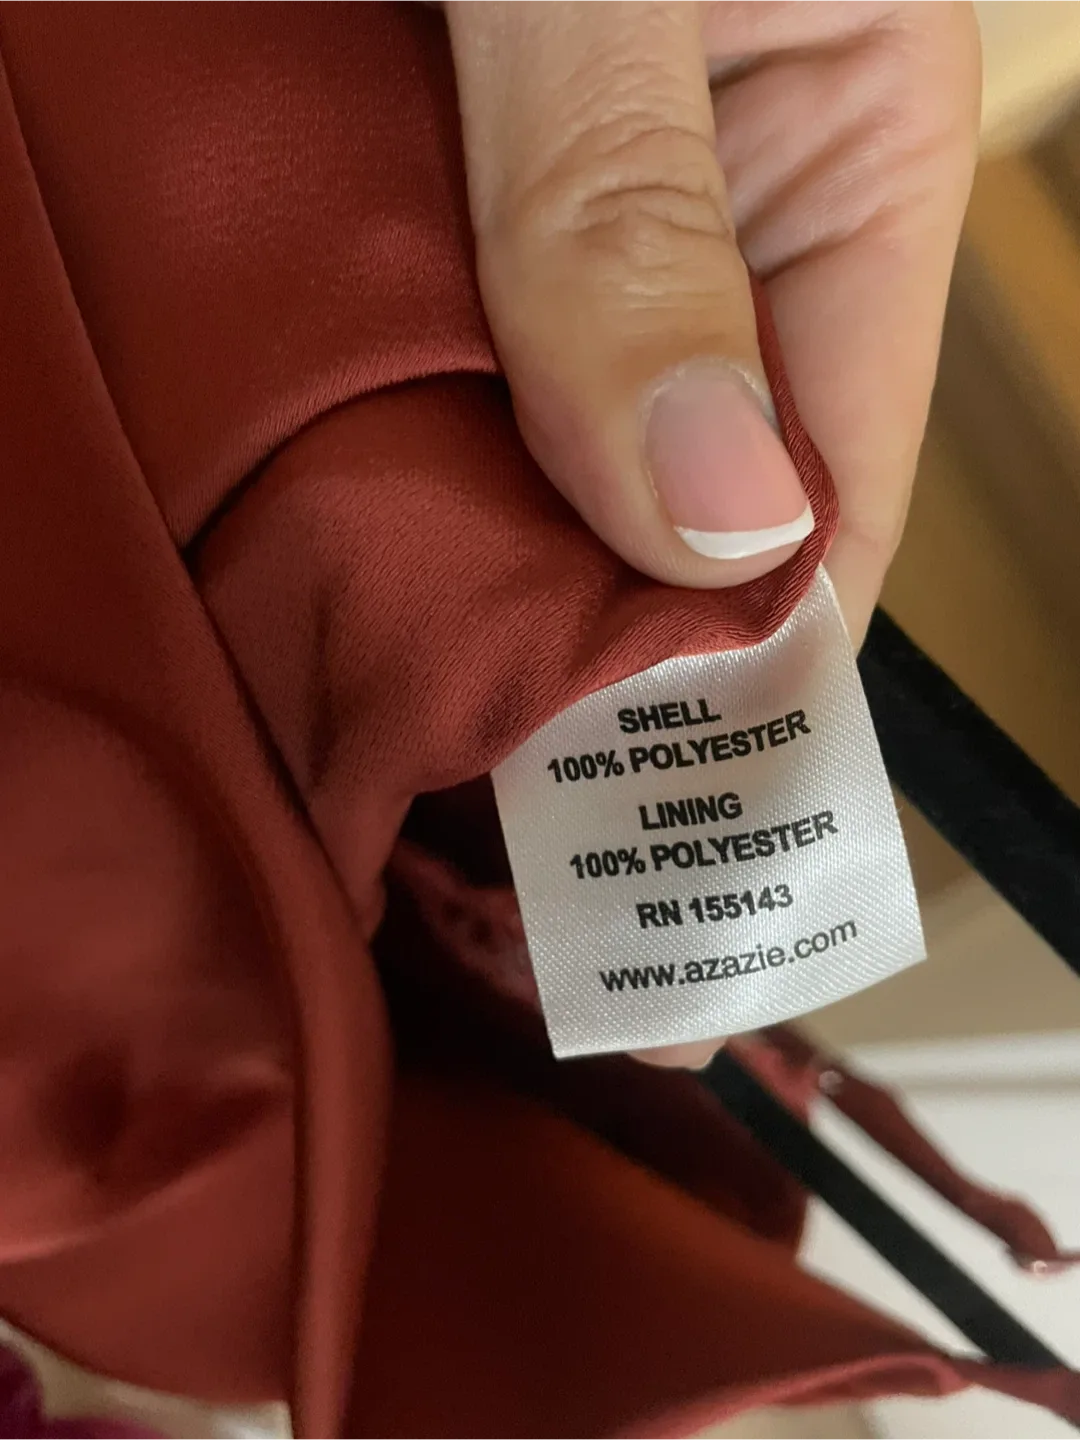 SHELL
100% POLYESTER
LINING
100% POLYESTER
RN 155143
www.azazie.com